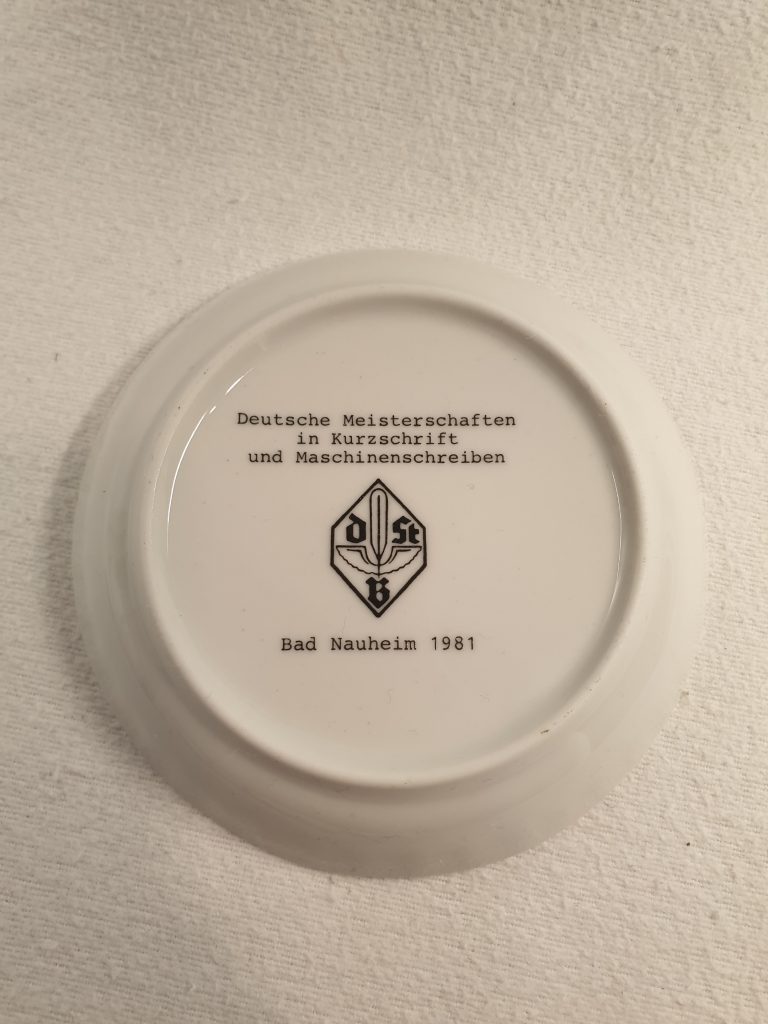 Deutsche Meisterschaften
in Kurzschrift
und Maschinenschreiben
d St
B
Bad Nauheim 1981